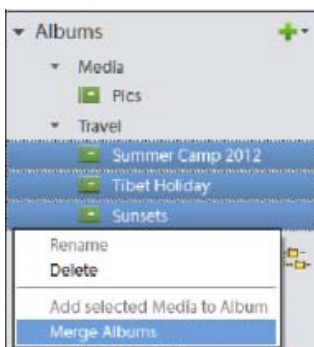 Albums
Media
Pics
Travel
Summer Camp 2012
Tibet Holiday
Sunsets
Rename
Delete
Add selected Media to Album
Merge Albums